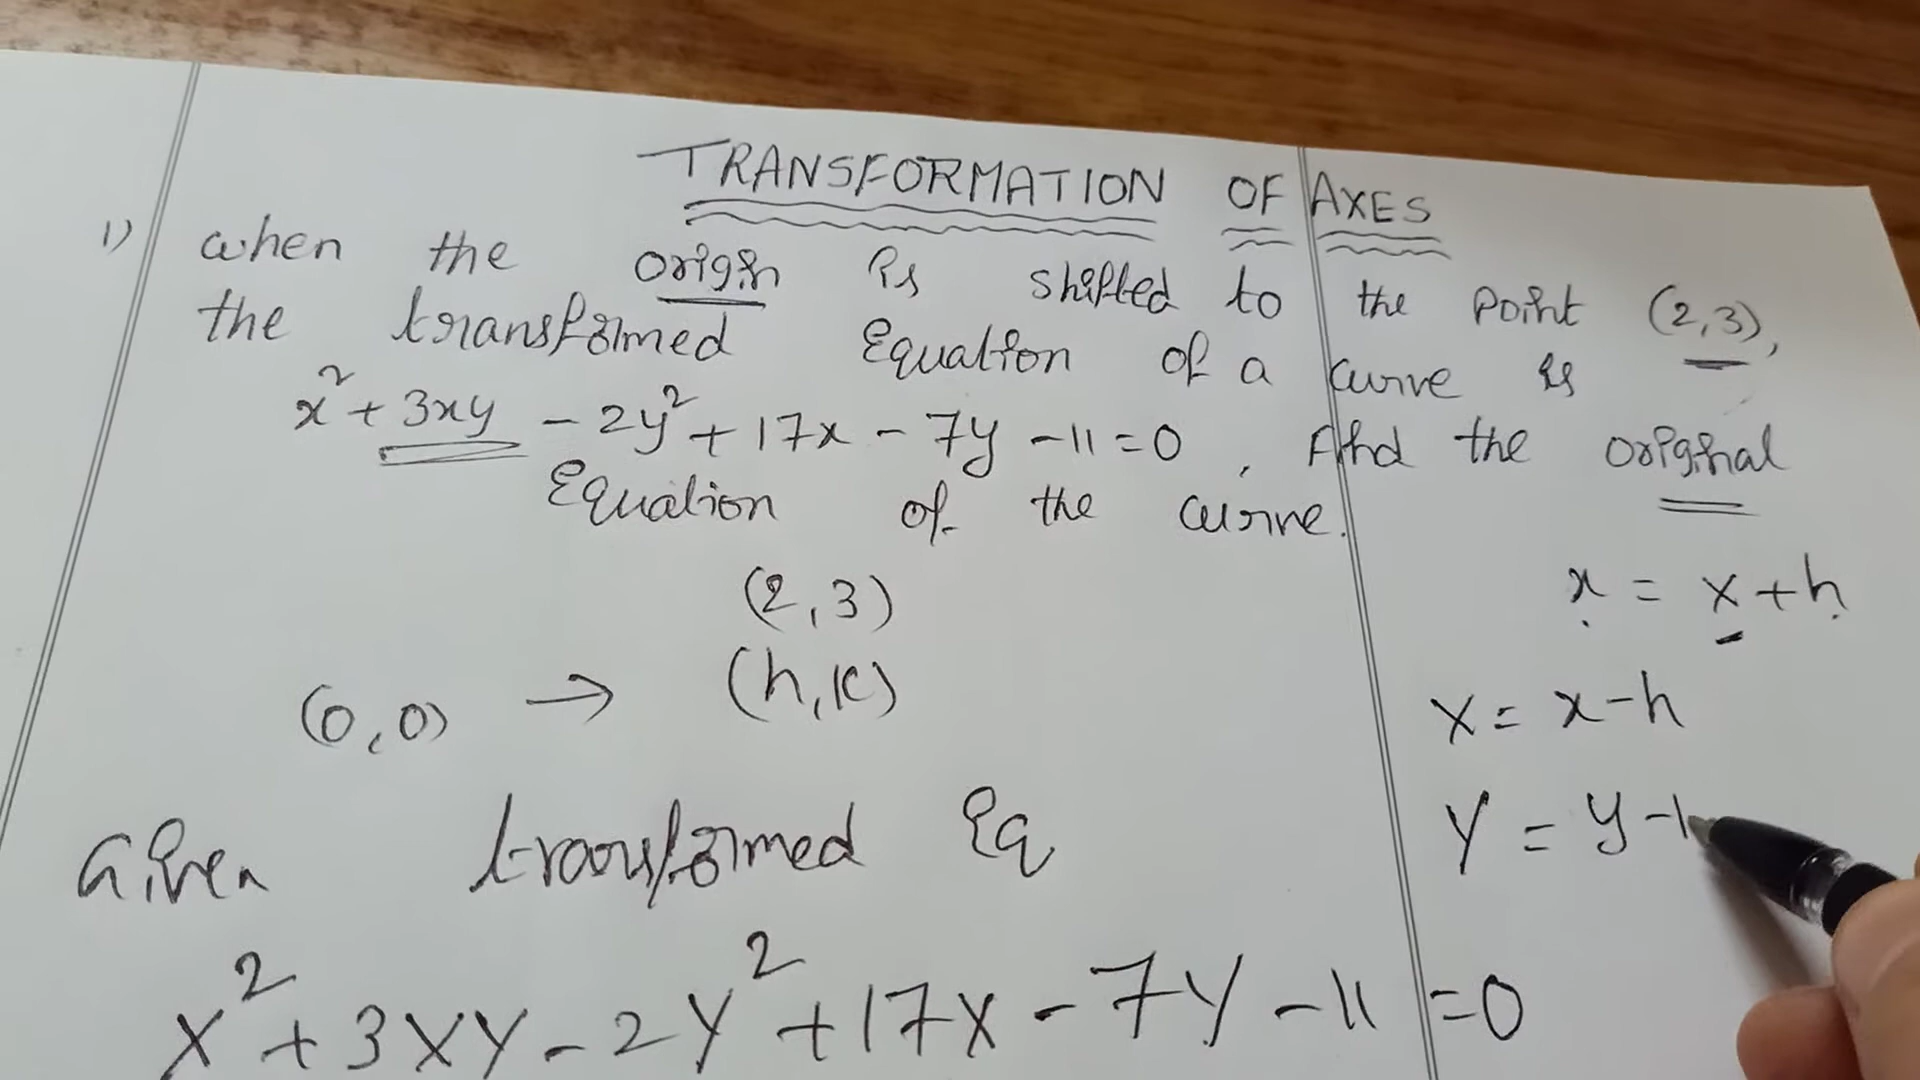 TRANSFORMATION OF AXES
1) when the origin is shifted to the point (2,3),
the transformed Equation of a curve is
x² + 3xy - 2y² + 17x - 7y - 11 = 0, find the original
Equation of the curve.
(2,3)
(0,0) → (h,k)
x = X + h
X = x - h
Y = y - k
Given transformed Eq
X² + 3XY - 2Y² + 17X - 7Y - 11 = 0